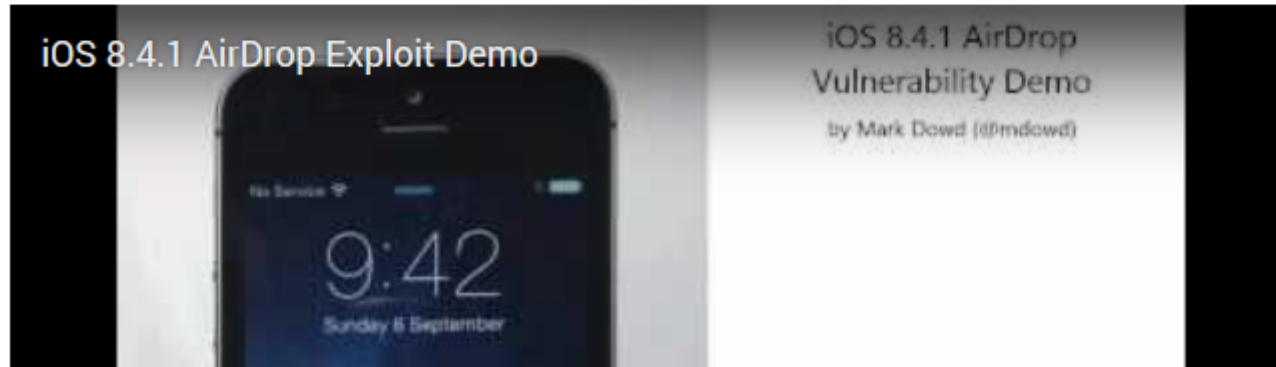 iOS 8.4.1 AirDrop Exploit Demo
iOS 8.4.1 AirDrop
Vulnerability Demo
by Mark Dowd (@mdowd)
No Service
9:42
Sunday 6 September